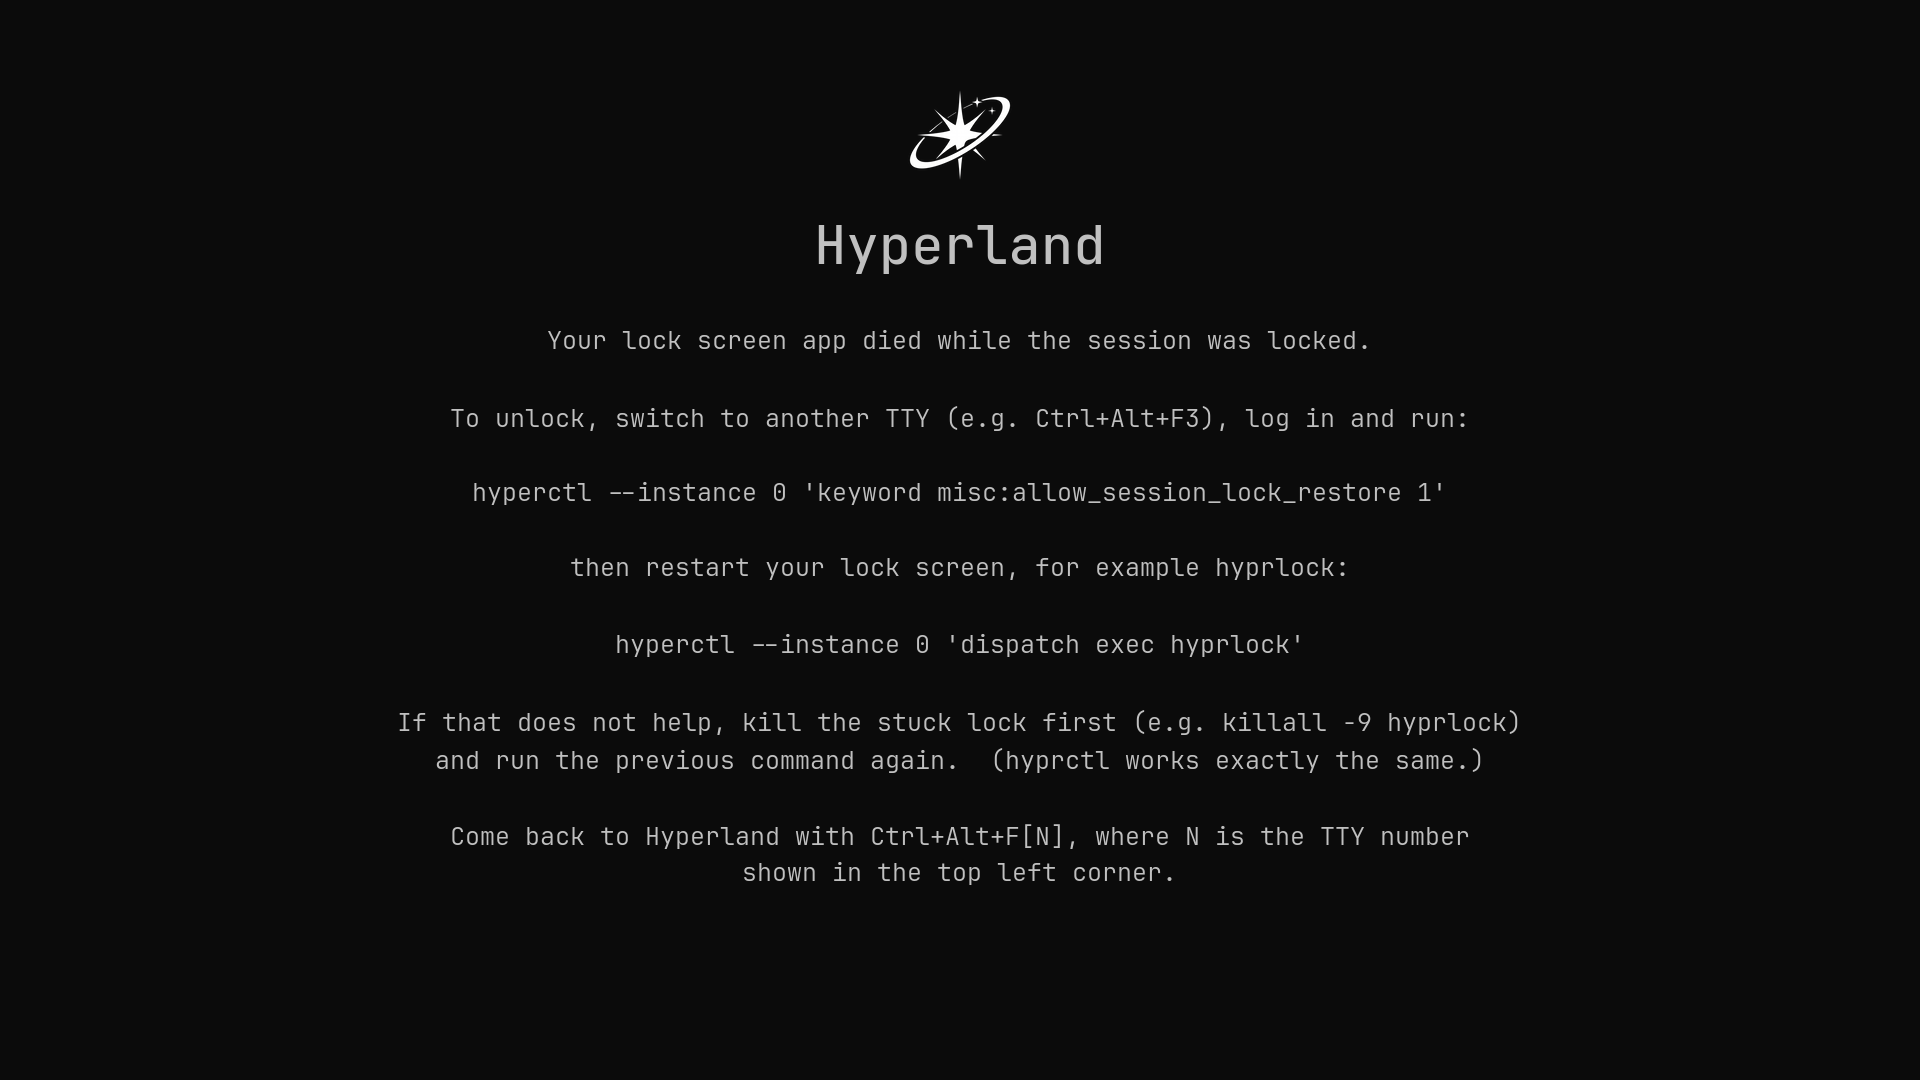 Hyperland
Your lock screen app died while the session was locked.
To unlock, switch to another TTY (e.g. Ctrl+Alt+F3), log in and run:
hyperctl --instance 0 'keyword misc:allow_session_lock_restore 1'
then restart your lock screen, for example hyprlock:
hyperctl --instance 0 'dispatch exec hyprlock'
If that does not help, kill the stuck lock first (e.g. killall -9 hyprlock)
and run the previous command again.  (hyprctl works exactly the same.)
Come back to Hyperland with Ctrl+Alt+F[N], where N is the TTY number
shown in the top left corner.